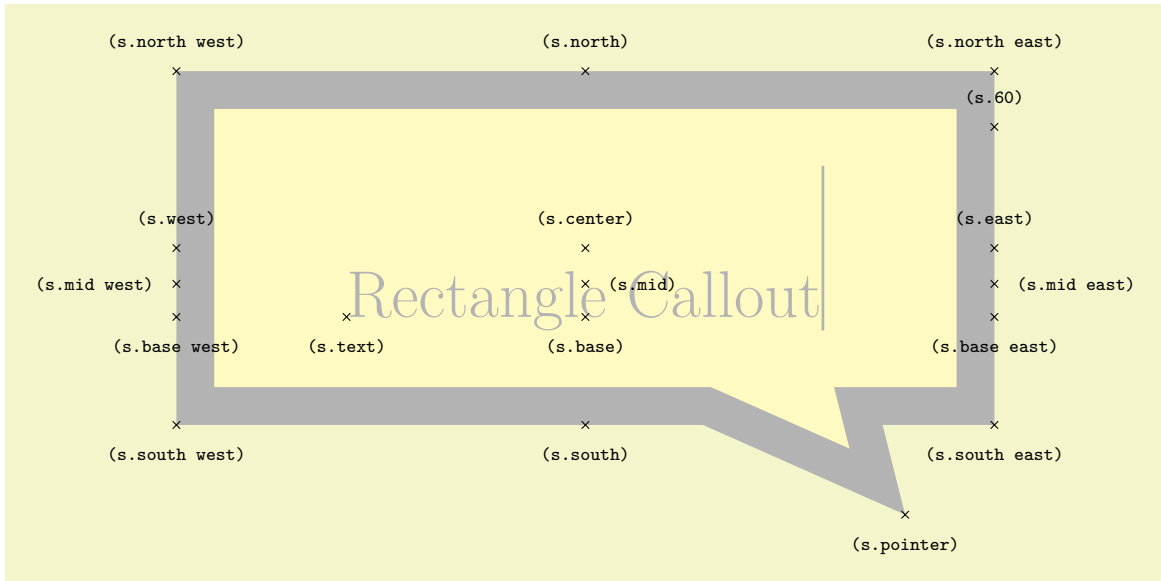 (s.north west) (s.north) (s.north east)
(s.60)
(s.west) (s.center) (s.east)
(s.mid west) (s.mid) (s.mid east)
Rectangle Callout
(s.base west) (s.text) (s.base) (s.base east)
(s.south west) (s.south) (s.south east)
(s.pointer)